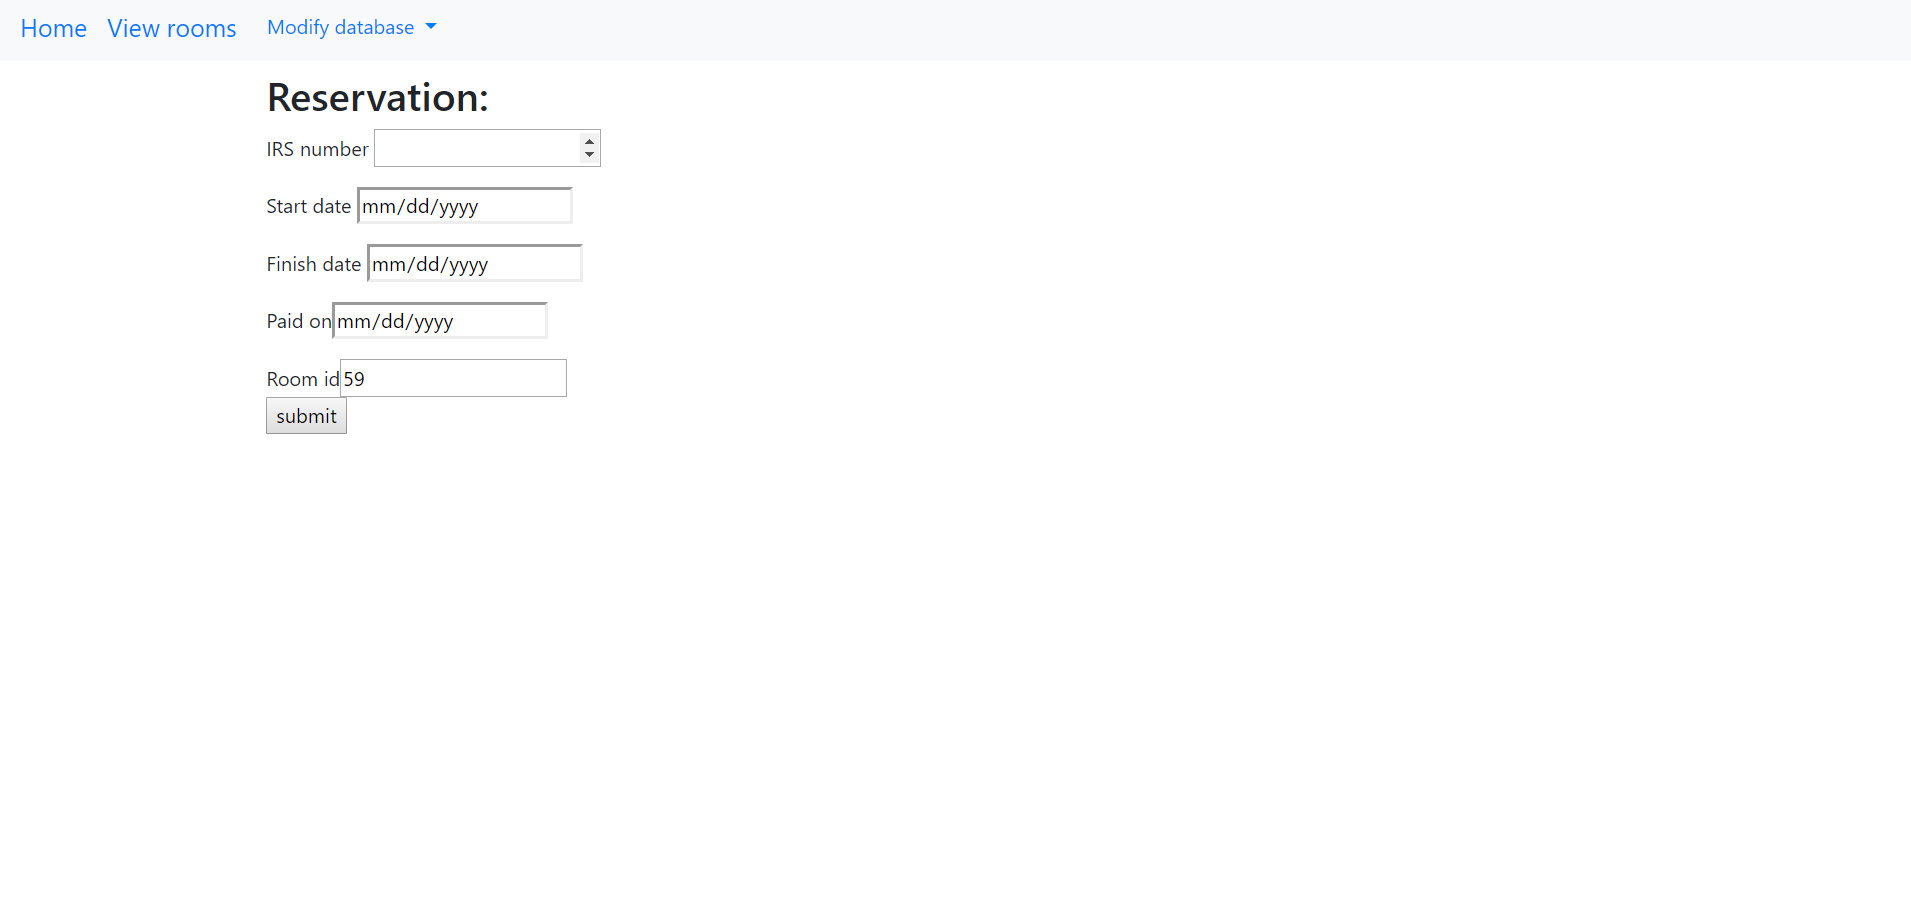 Home View rooms Modify database
Reservation:
IRS number
Start date mm/dd/yyyy
Finish date mm/dd/yyyy
Paid on mm/dd/yyyy
Room id 59
submit